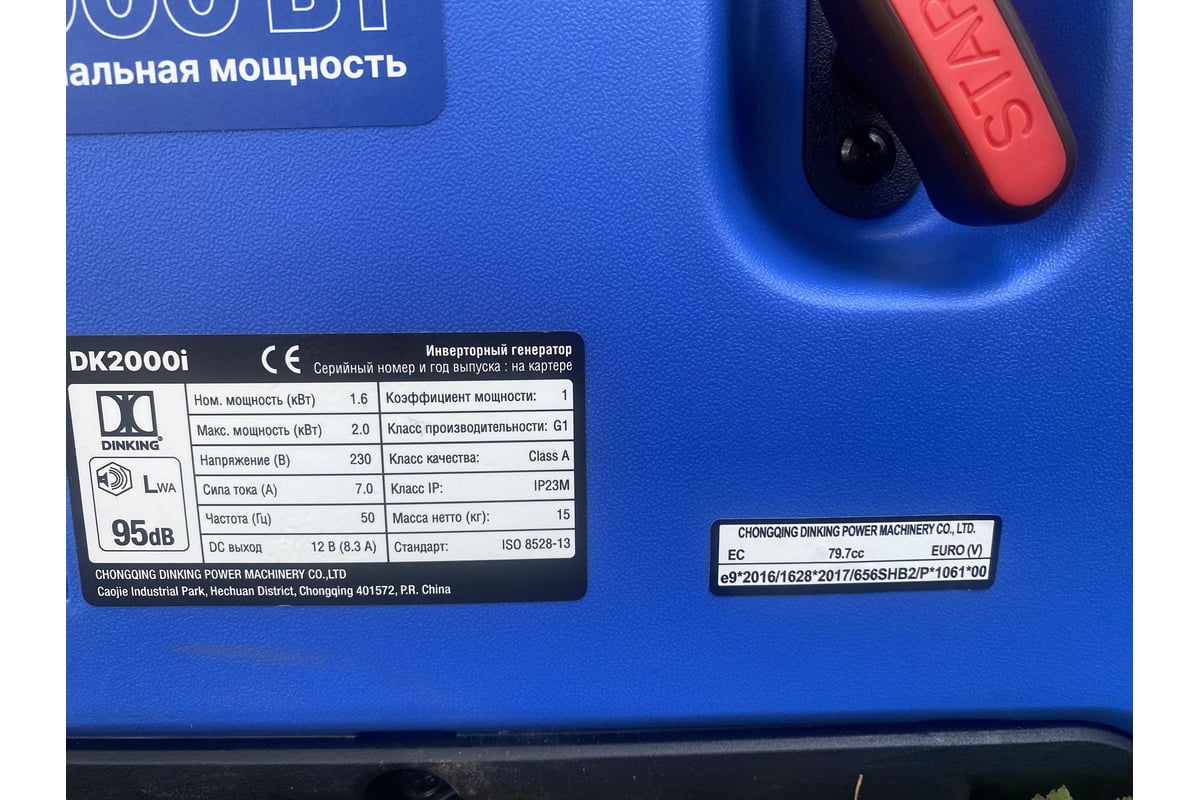 мощность
START
DK2000i
CE
Инверторный генератор
Серийный номер и год выпуска : на картере
DINKING®
LWA
95dB
Ном. мощность (кВт) 1.6
Макс. мощность (кВт) 2.0
Напряжение (В) 230
Сила тока (А) 7.0
Частота (Гц) 50
DC выход 12 В (8.3 А)
Коэффициент мощности: 1
Класс производительности: G1
Класс качества: Class A
Класс IP: IP23M
Масса нетто (кг): 15
Стандарт: ISO 8528-13
CHONGQING DINKING POWER MACHINERY CO.,LTD
Caojie Industrial Park, Hechuan District, Chongqing 401572, P.R. China
CHONGQING DINKING POWER MACHINERY CO., LTD.
EC 79.7cc EURO (V)
e9*2016/1628*2017/656SHB2/P*1061*00